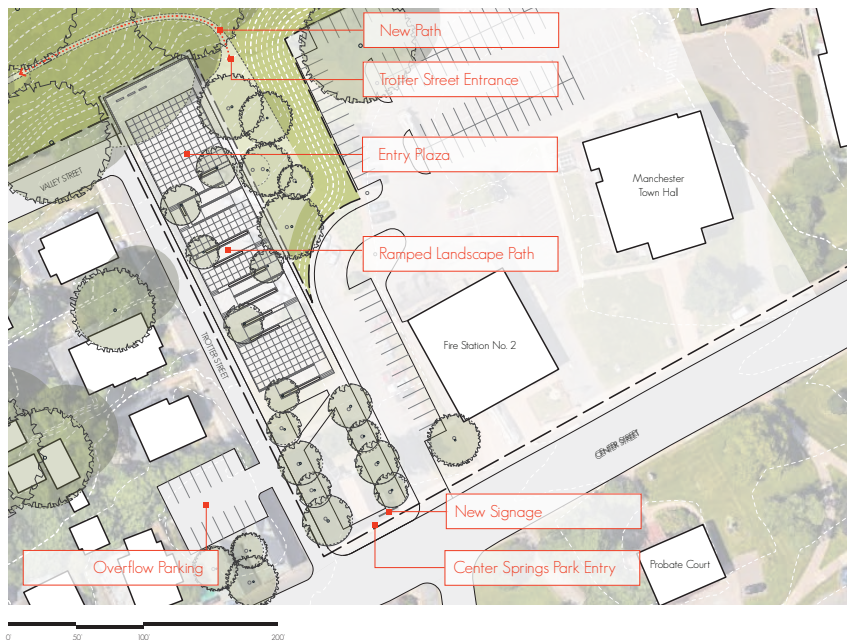 New Path
Trotter Street Entrance
Entry Plaza
VALLEY STREET
Manchester
Town Hall
Ramped Landscape Path
TROTTER STREET
Fire Station No. 2
CENTER STREET
New Signage
Overflow Parking
Center Springs Park Entry
Probate Court
0' 50' 100' 200'